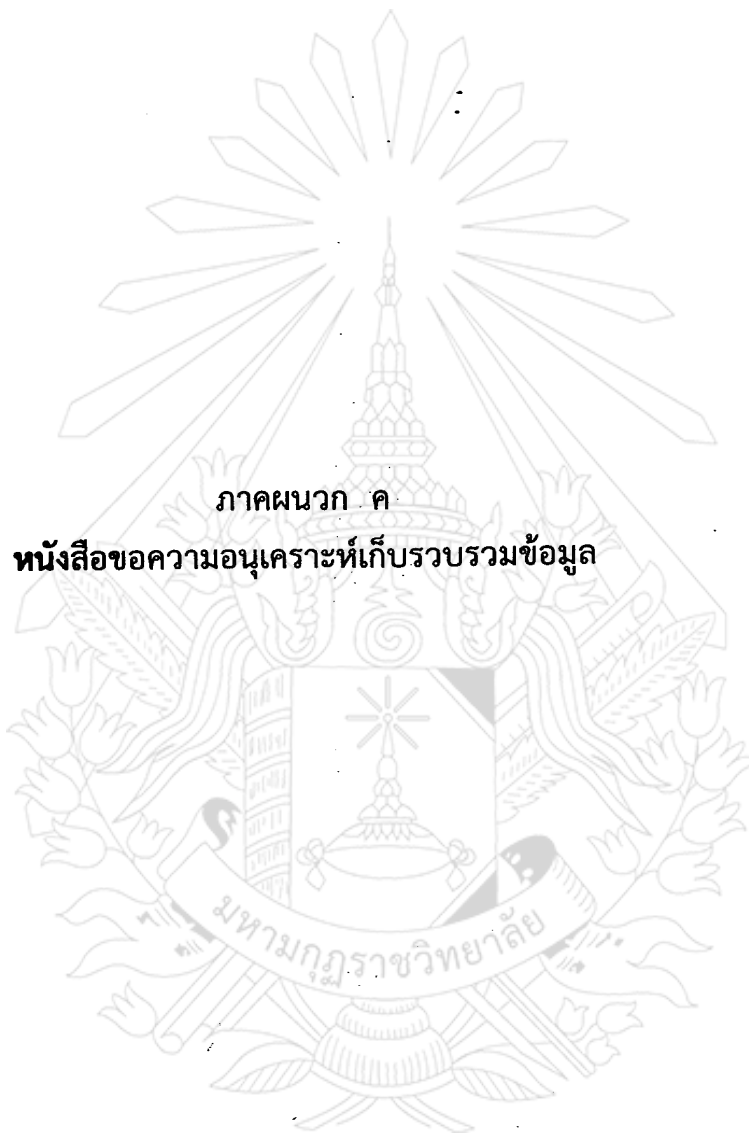 ภาคผนวก ค
หนังสือขอความอนุเคราะห์เก็บรวบรวมข้อมูล
มหามกุฏราชวิทยาลัย